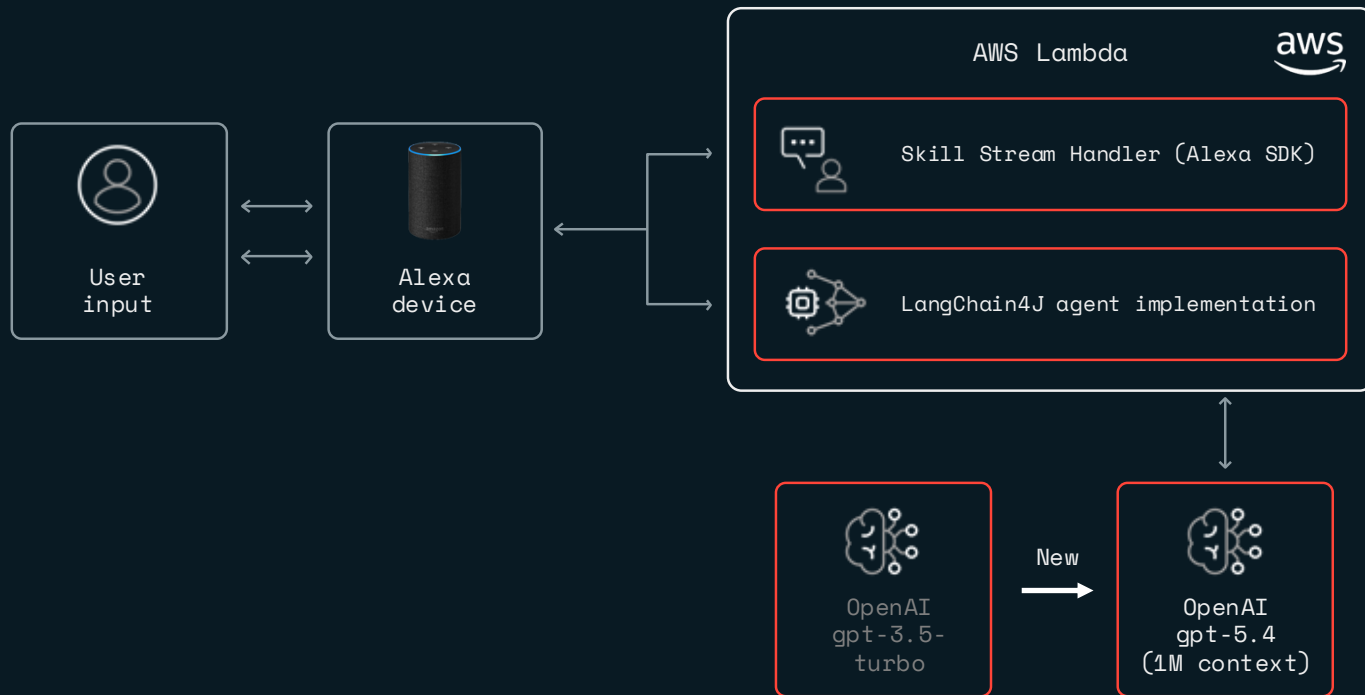 AWS Lambda
aws
Skill Stream Handler (Alexa SDK)
User
input
Alexa
device
LangChain4J agent implementation
New
OpenAI
gpt-3.5-
turbo
OpenAI
gpt-5.4
(1M context)